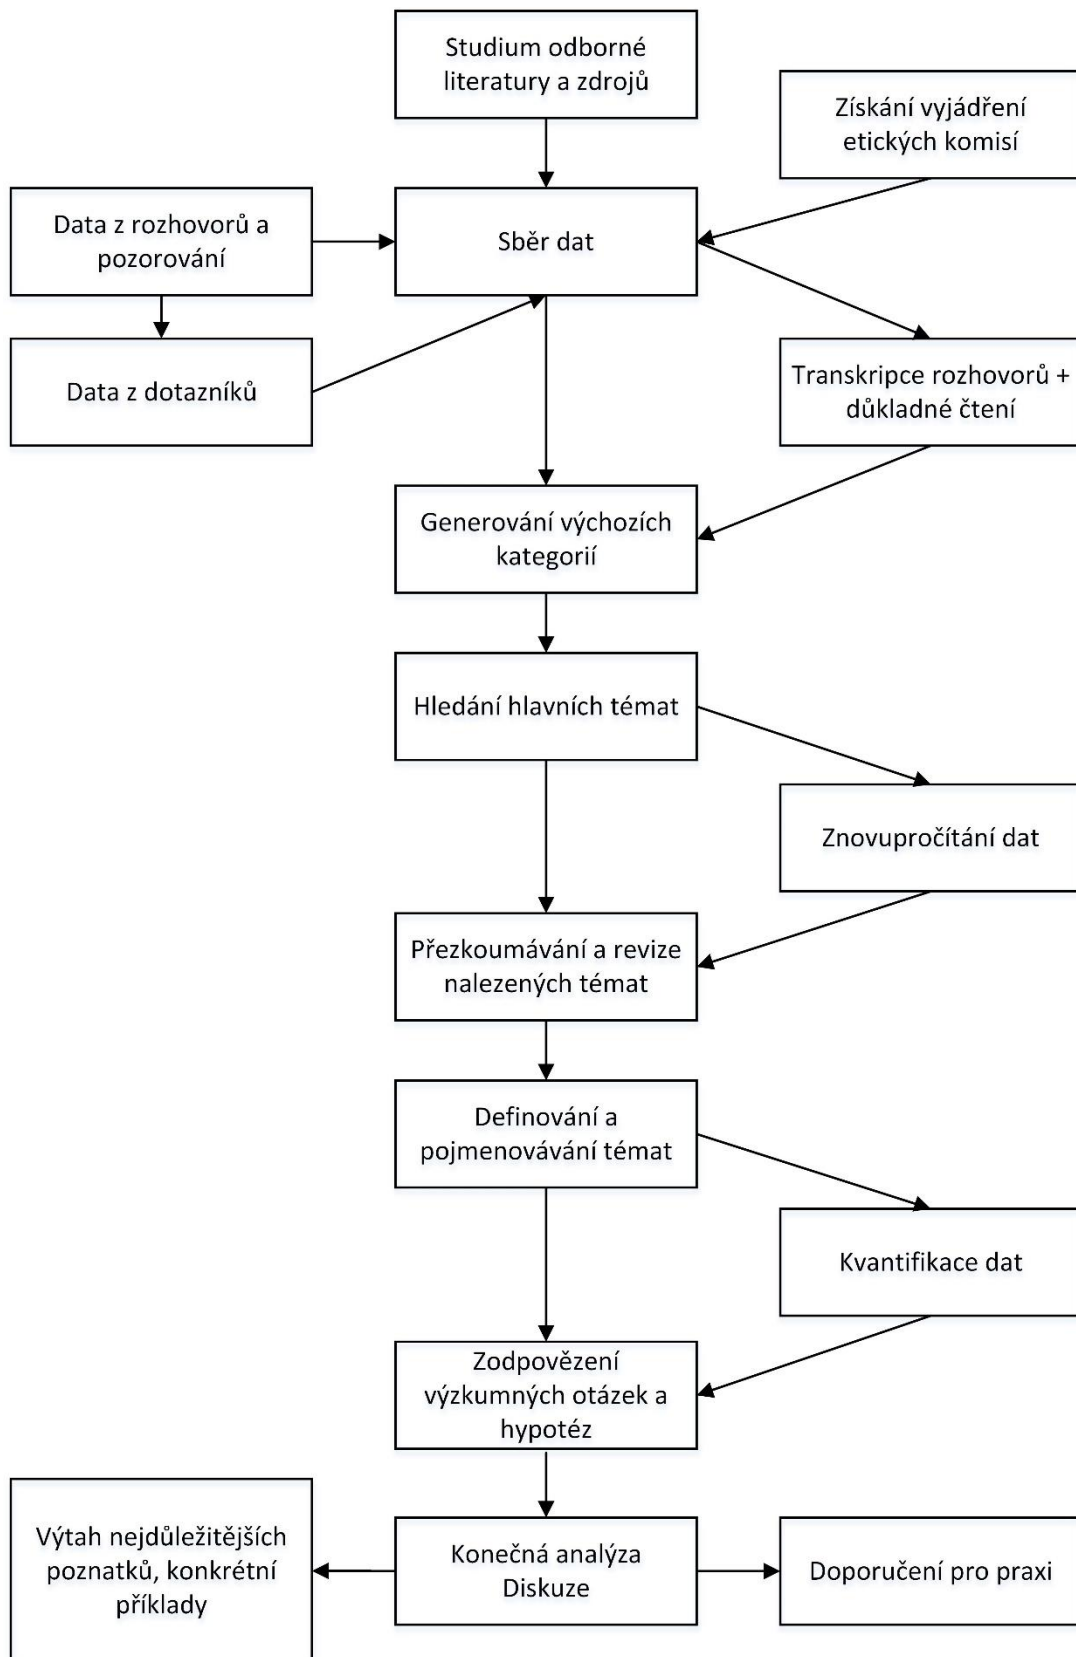 Studium odborné
literatury a zdrojů
Získání vyjádření
etických komisí
Data z rozhovorů a
pozorování
Sběr dat
Data z dotazníků
Transkripce rozhovorů +
důkladné čtení
Generování výchozích
kategorií
Hledání hlavních témat
Znovupročítání dat
Přezkoumávání a revize
nalezených témat
Definování a
pojmenovávání témat
Kvantifikace dat
Zodpovězení
výzkumných otázek a
hypotéz
Výtah nejdůležitějších
poznatků, konkrétní
příklady
Konečná analýza
Diskuze
Doporučení pro praxi